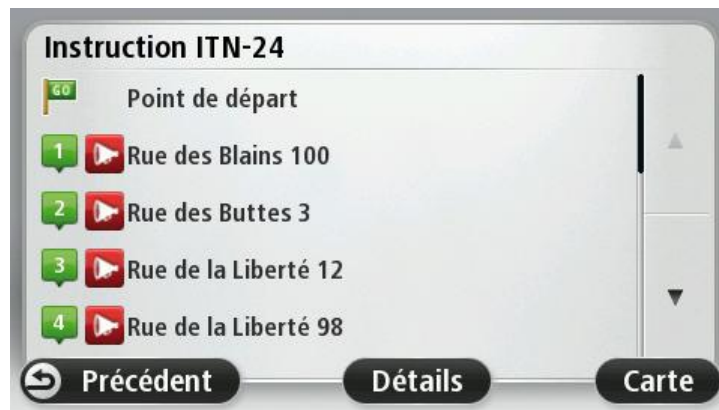 Instruction ITN-24
GO Point de départ
1 Rue des Blains 100
2 Rue des Buttes 3
3 Rue de la Liberté 12
4 Rue de la Liberté 98
Précédent Détails Carte